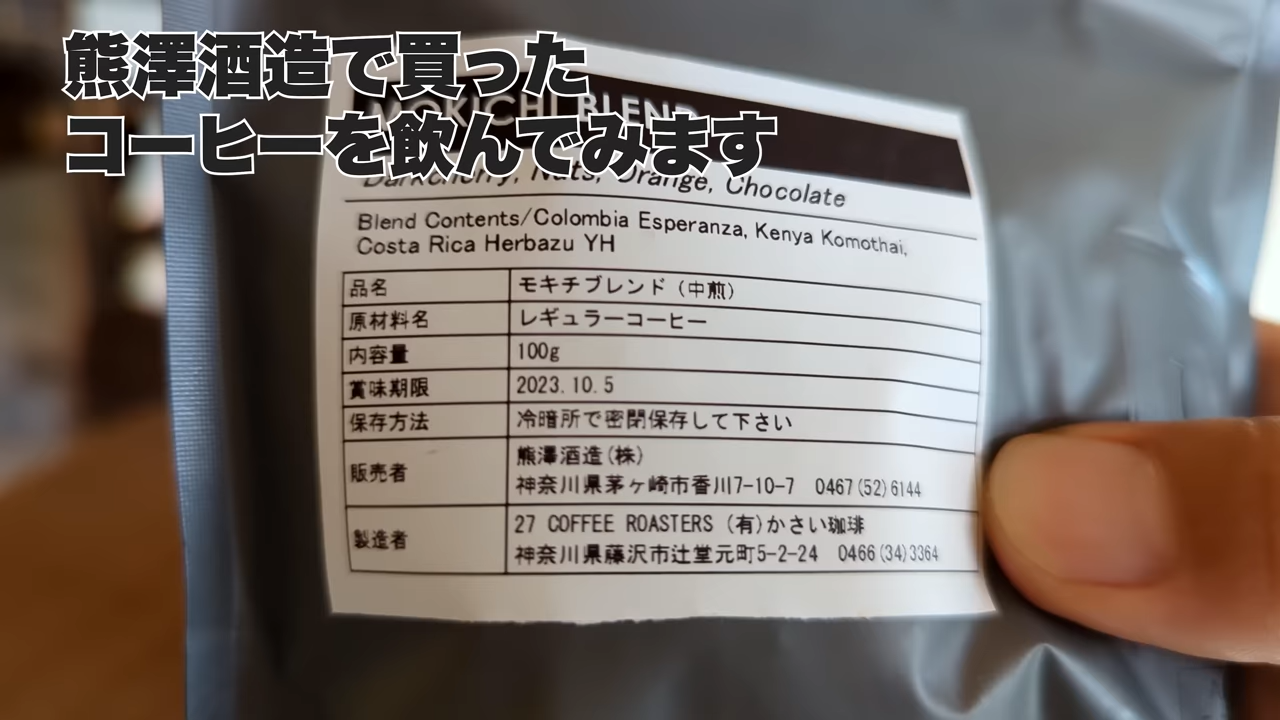 熊澤酒造で買った
コーヒーを飲んでみます
MOKICHI BLEND
Darkcherry, Nuts, Orange, Chocolate
Blend Contents/Colombia Esperanza, Kenya Komothai,
Costa Rica Herbazu YH
品名 モキチブレンド（中煎）
原材料名 レギュラーコーヒー
内容量 100g
賞味期限 2023.10.5
保存方法 冷暗所で密閉保存して下さい
販売者 熊澤酒造(株)
神奈川県茅ヶ崎市香川7-10-7 0467(52)6144
製造者 27 COFFEE ROASTERS (有)かさい珈琲
神奈川県藤沢市辻堂元町5-2-24 0466(34)3364